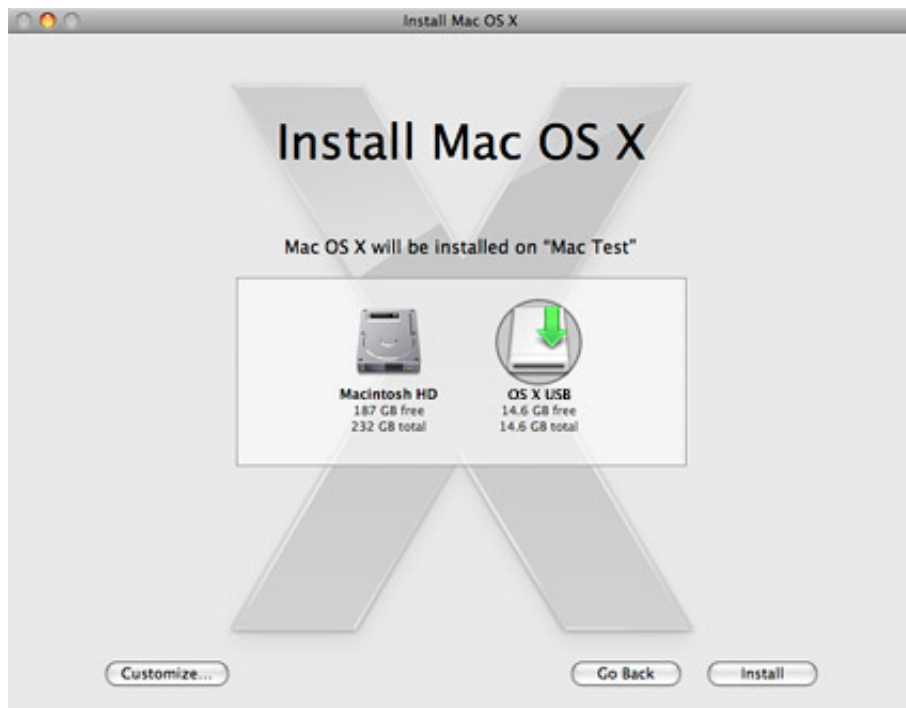 Install Mac OS X
Install Mac OS X
Mac OS X will be installed on “Mac Test”
Macintosh HD
187 GB free
232 GB total
OS X USB
14.6 GB free
14.6 GB total
Customize...
Go Back
Install